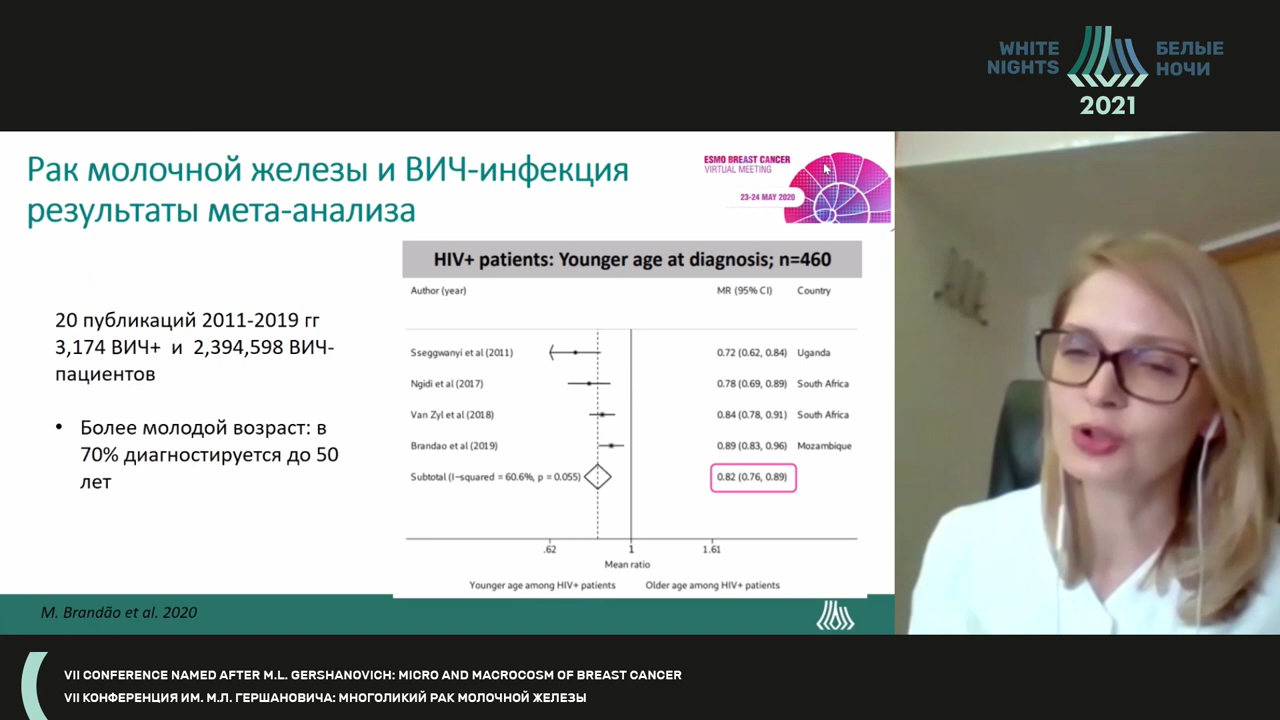 WHITE NIGHTS
БЕЛЫЕ НОЧИ
2021
Рак молочной железы и ВИЧ-инфекция
результаты мета-анализа
ESMO BREAST CANCER
VIRTUAL MEETING
23-24 MAY 2020
20 публикаций 2011-2019 гг
3,174 ВИЧ+ и 2,394,598 ВИЧ-
пациентов
• Более молодой возраст: в
70% диагностируется до 50
лет
HIV+ patients: Younger age at diagnosis; n=460
Author (year) MR (95% CI) Country
Sseggwanyi et al (2011) 0.72 (0.62, 0.84) Uganda
Ngidi et al (2017) 0.78 (0.69, 0.89) South Africa
Van Zyl et al (2018) 0.84 (0.78, 0.91) South Africa
Brandao et al (2019) 0.89 (0.83, 0.96) Mozambique
Subtotal (I-squared = 60.6%, p = 0.055) 0.82 (0.76, 0.89)
.62 1 1.61
Mean ratio
Younger age among HIV+ patients Older age among HIV+ patients
M. Brandão et al. 2020
VII CONFERENCE NAMED AFTER M.L. GERSHANOVICH: MICRO AND MACROCOSM OF BREAST CANCER
VII КОНФЕРЕНЦИЯ ИМ. М.Л. ГЕРШАНОВИЧА: МНОГОЛИКИЙ РАК МОЛОЧНОЙ ЖЕЛЕЗЫ